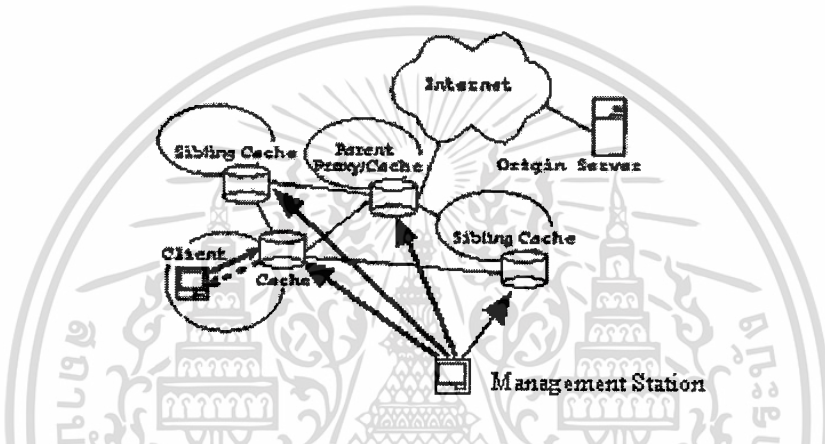 Internet
Sibling Cache
Parent
Proxy/Cache
Origin Server
Sibling Cache
Client
Cache
Management Station